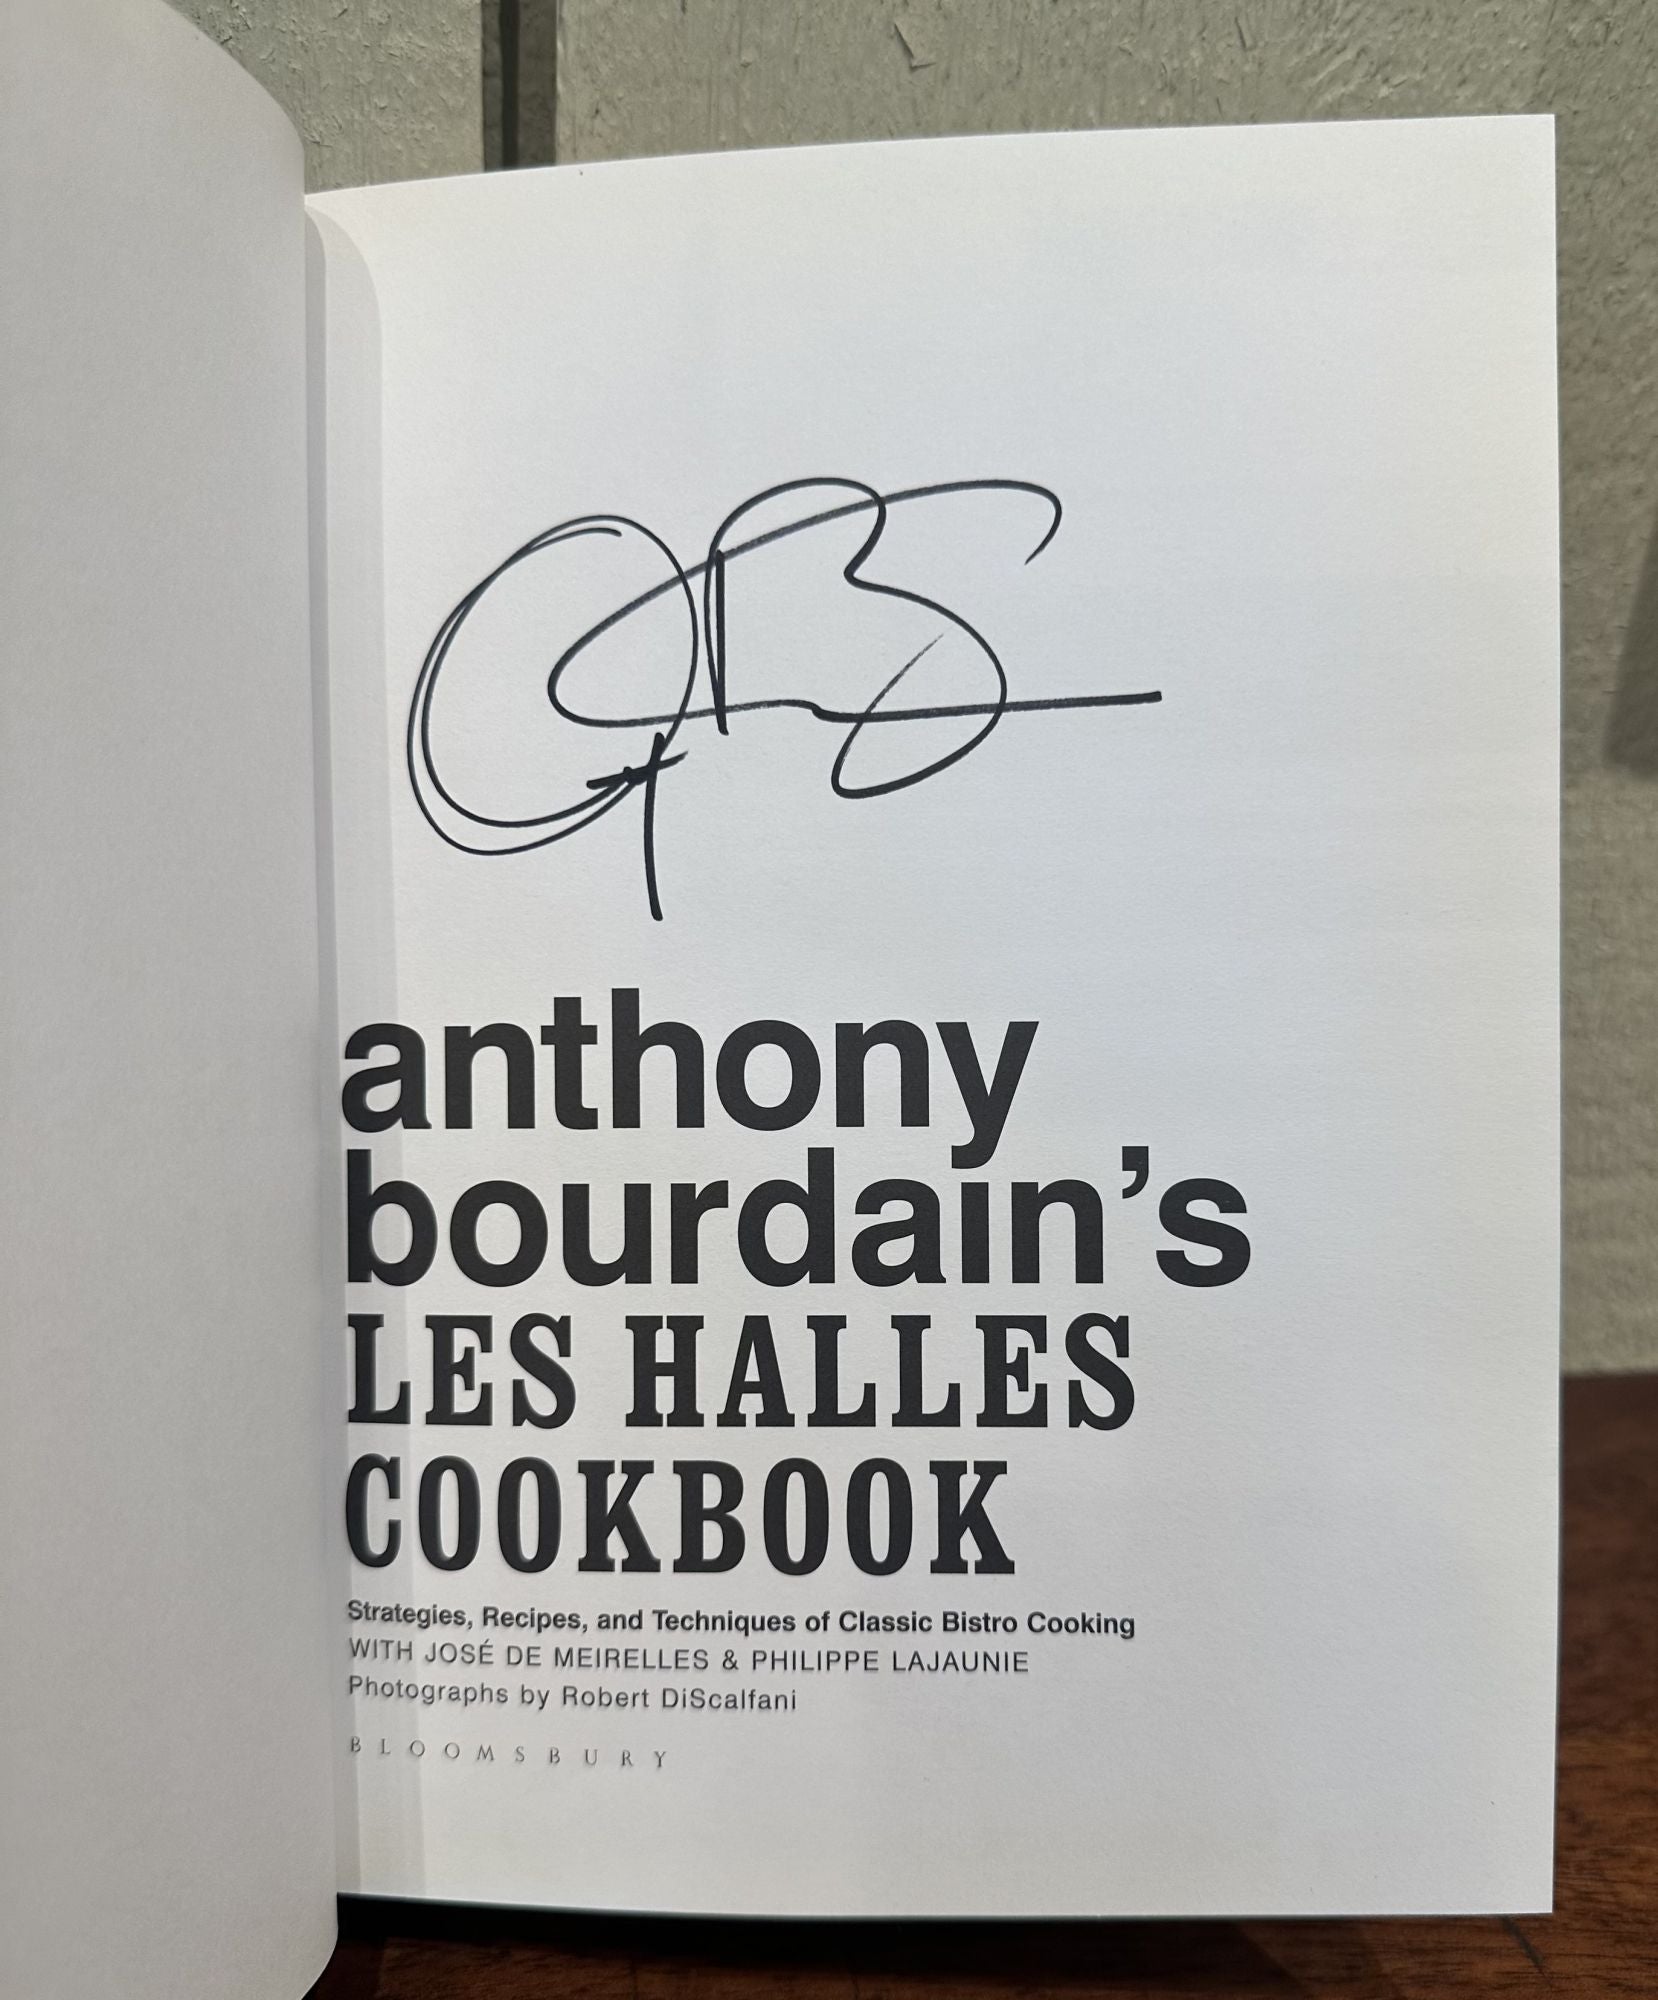 anthony
bourdain's
LES HALLES
COOKBOOK
Strategies, Recipes, and Techniques of Classic Bistro Cooking
WITH JOSÉ DE MEIRELLES & PHILIPPE LAJAUNIE
Photographs by Robert DiScalfani
BLOOMSBURY